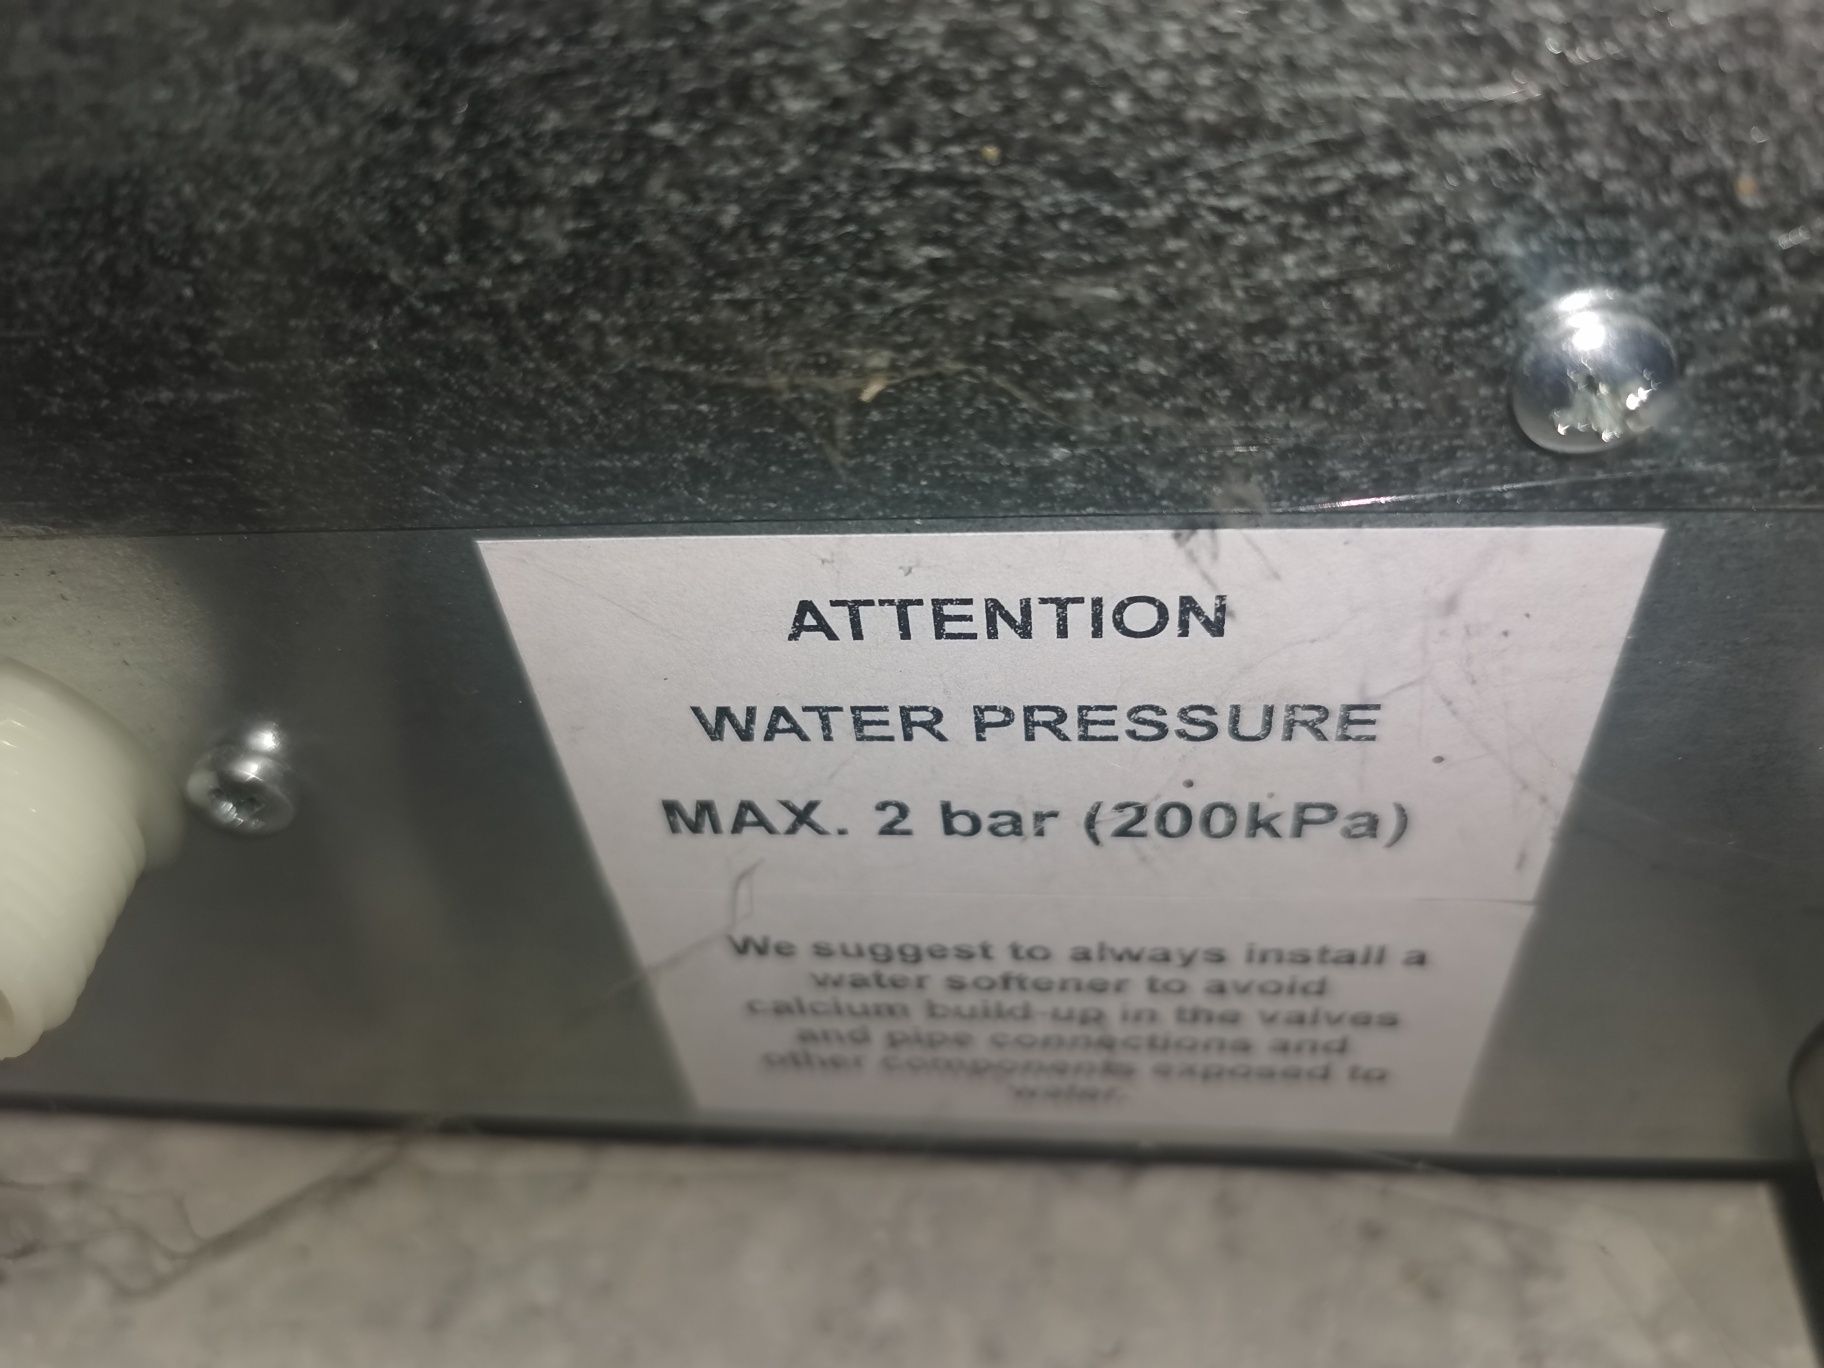 ATTENTION
WATER PRESSURE
MAX. 2 bar (200kPa)
We suggest to always install a
water softener to avoid
calcium build-up in the valves
and pipe connections and
other components exposed to
water.